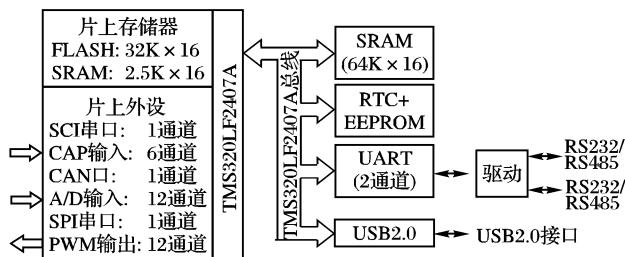 片上存储器
FLASH: 32K×16
SRAM: 2.5K×16
片上外设
SCI串口: 1通道
CAP输入: 6通道
CAN口: 1通道
A/D输入: 12通道
SPI串口: 1通道
PWM输出: 12通道
TMS320LF2407A
TMS320LF2407A总线
SRAM
(64K×16)
RTC+
EEPROM
UART
(2通道)
USB2.0
驱动
RS232/
RS485
RS232/
RS485
USB2.0接口